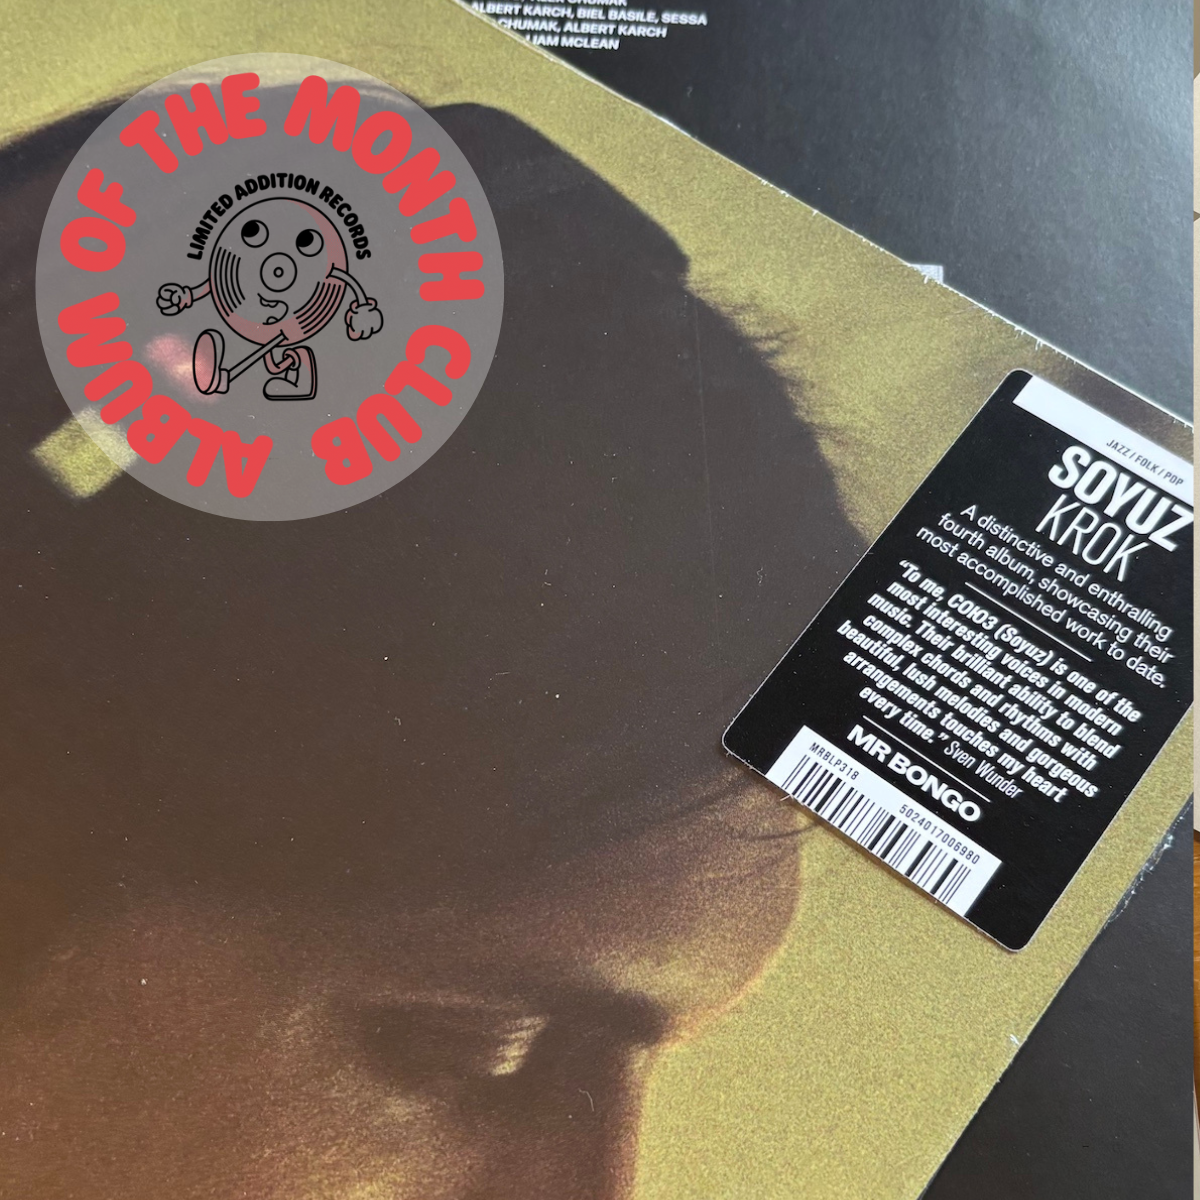 ALEX CHUMAK
ALBERT KARCH, BIEL BASILE, SESSA
CHUMAK, ALBERT KARCH
LIAM MCLEAN
ALBUM OF THE MONTH CLUB
LIMITED ADDITION RECORDS
JAZZ / FOLK / POP
SOYUZ
KROK
A distinctive and enthralling
fourth album, showcasing their
most accomplished work to date.
“To me, СОЮЗ (Soyuz) is one of the
most interesting voices in modern
music. Their brilliant ability to blend
complex chords and rhythms with
beautiful, lush melodies and gorgeous
arrangements touches my heart
every time.” Sven Wunder
MR BONGO
MRBLP318
5024017006980